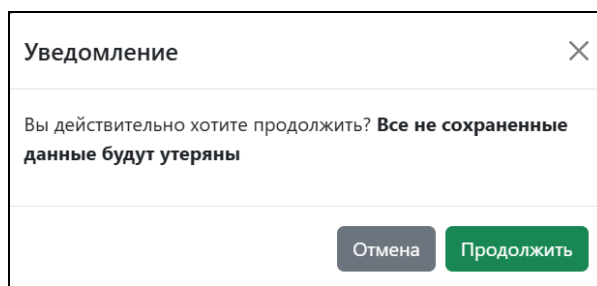 Уведомление
Вы действительно хотите продолжить? Все не сохраненные
данные будут утеряны
Отмена Продолжить